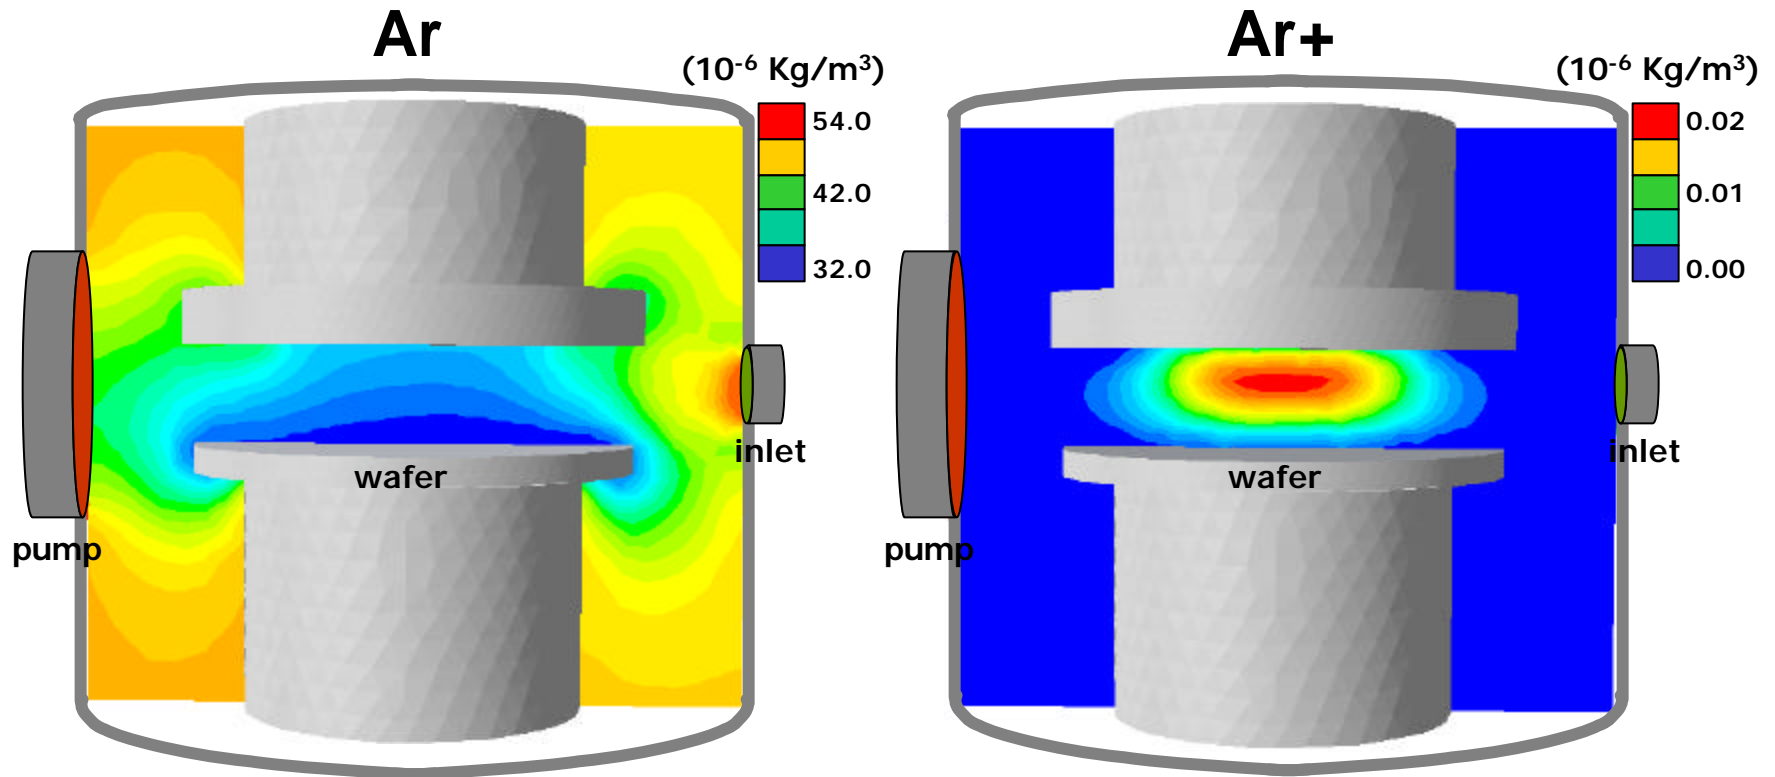 Ar
(10⁻⁶ Kg/m³)
54.0
42.0
32.0
wafer
inlet
pump
Ar+
(10⁻⁶ Kg/m³)
0.02
0.01
0.00
wafer
inlet
pump